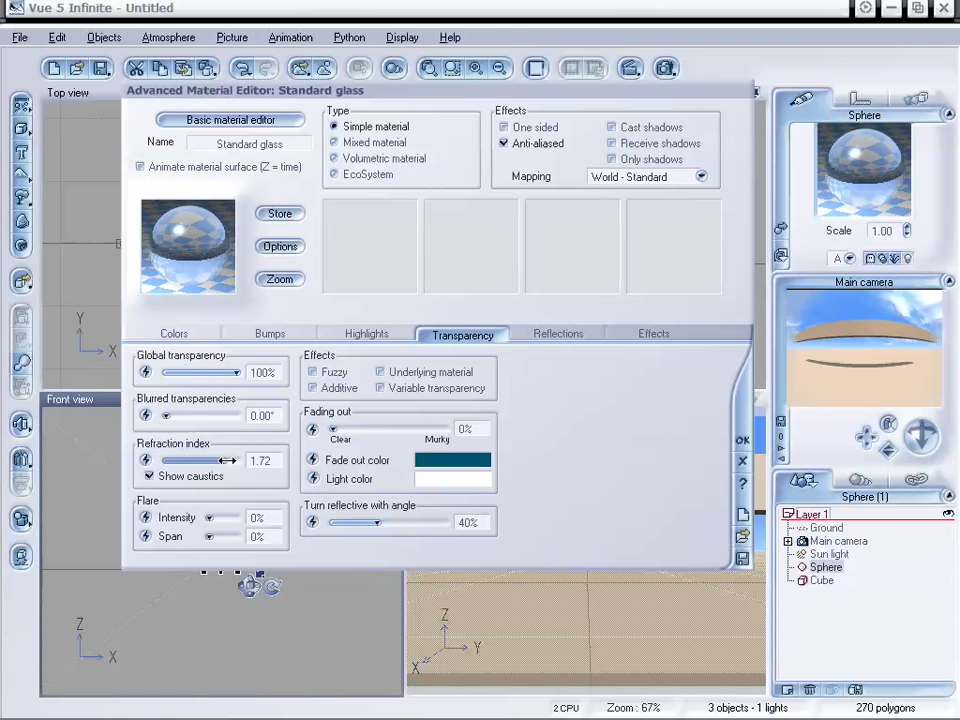 Vue 5 Infinite - Untitled
File Edit Objects Atmosphere Picture Animation Python Display Help
Top view
Advanced Material Editor: Standard glass
Basic material editor
Name Standard glass
Animate material surface (Z = time)
Type
Simple material
Mixed material
Volumetric material
EcoSystem
Effects
One sided
Anti-aliased
Cast shadows
Receive shadows
Only shadows
Mapping World - Standard
Store
Options
Zoom
Colors Bumps Highlights Transparency Reflections Effects
Global transparency
100%
Blurred transparencies
0.00°
Refraction index
1.72
Show caustics
Flare
Intensity 0%
Span 0%
Effects
Fuzzy Underlying material
Additive Variable transparency
Fading out
0%
Clear Murky
Fade out color
Light color
Turn reflective with angle
40%
OK
?
Sphere
Scale 1.00
A
Main camera
Sphere (1)
Layer 1
Ground
Main camera
Sun light
Sphere
Cube
Y
X
Front view
Z
X
Z
Y
X
2 CPU Zoom : 67% 3 objects - 1 lights 270 polygons